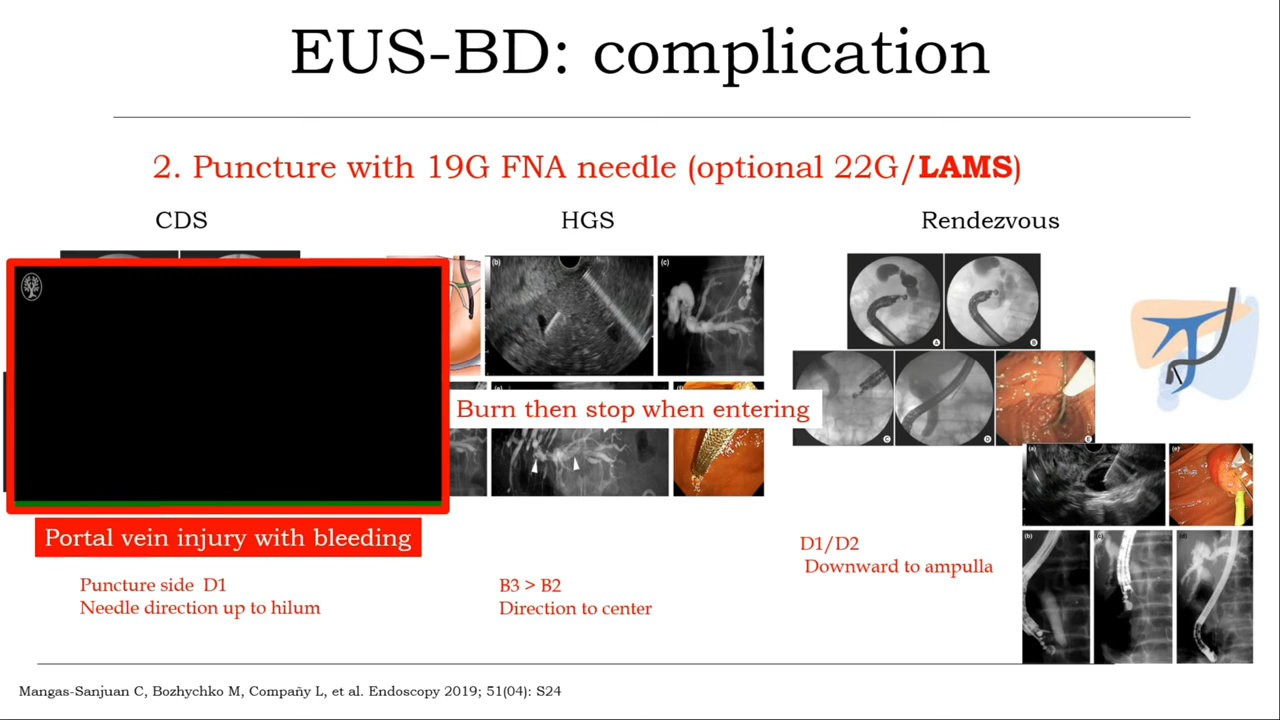 EUS-BD: complication
2. Puncture with 19G FNA needle (optional 22G/LAMS)
CDS
HGS
Rendezvous
(b)
(c)
A
B
C
D
E
Burn then stop when entering
(a)
(e)
(b)
(c)
(d)
Portal vein injury with bleeding
Puncture side D1
Needle direction up to hilum
B3 > B2
Direction to center
D1/D2
Downward to ampulla
Mangas-Sanjuan C, Bozhychko M, Compañy L, et al. Endoscopy 2019; 51(04): S24